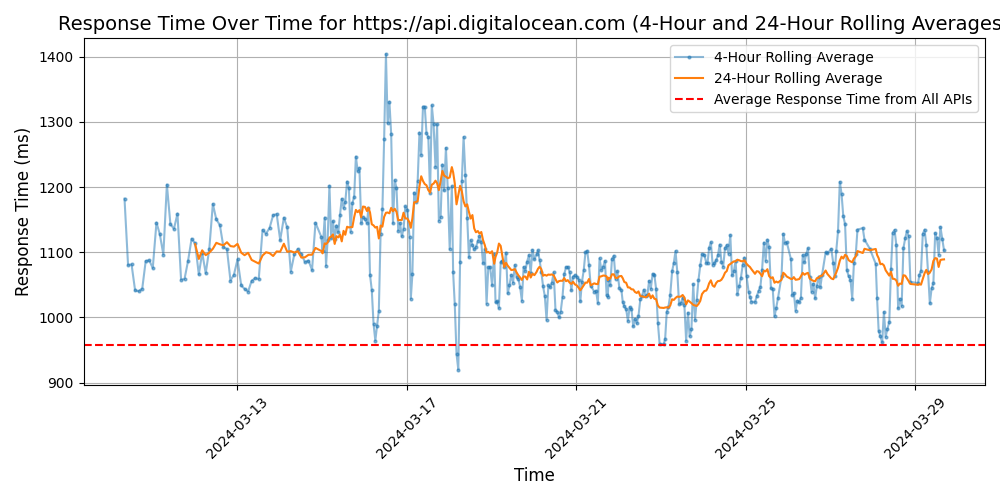 Response Time Over Time for https://api.digitalocean.com (4-Hour and 24-Hour Rolling Averages
4-Hour Rolling Average
24-Hour Rolling Average
Average Response Time from All APIs
Response Time (ms)
1400
1300
1200
1100
1000
900
2024-03-13
2024-03-17
2024-03-21
2024-03-25
2024-03-29
Time